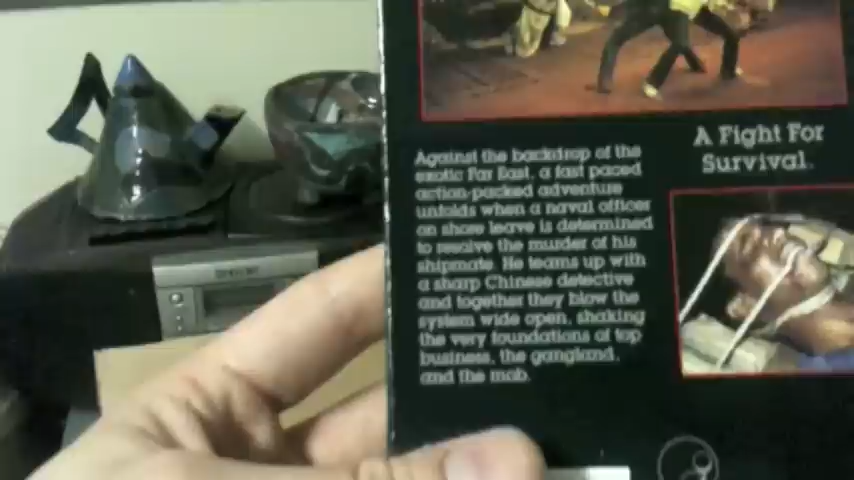 Against the backdrop of the
exotic Far East, a fast paced
action-packed adventure
unfolds when a naval officer
on shore leave is determined
to resolve the murder of his
shipmate. He teams up with
a sharp Chinese detective
and together they blow the
system wide open, shaking
the very foundations of top
business, the gangland,
and the mob.
A Fight For
Survival.